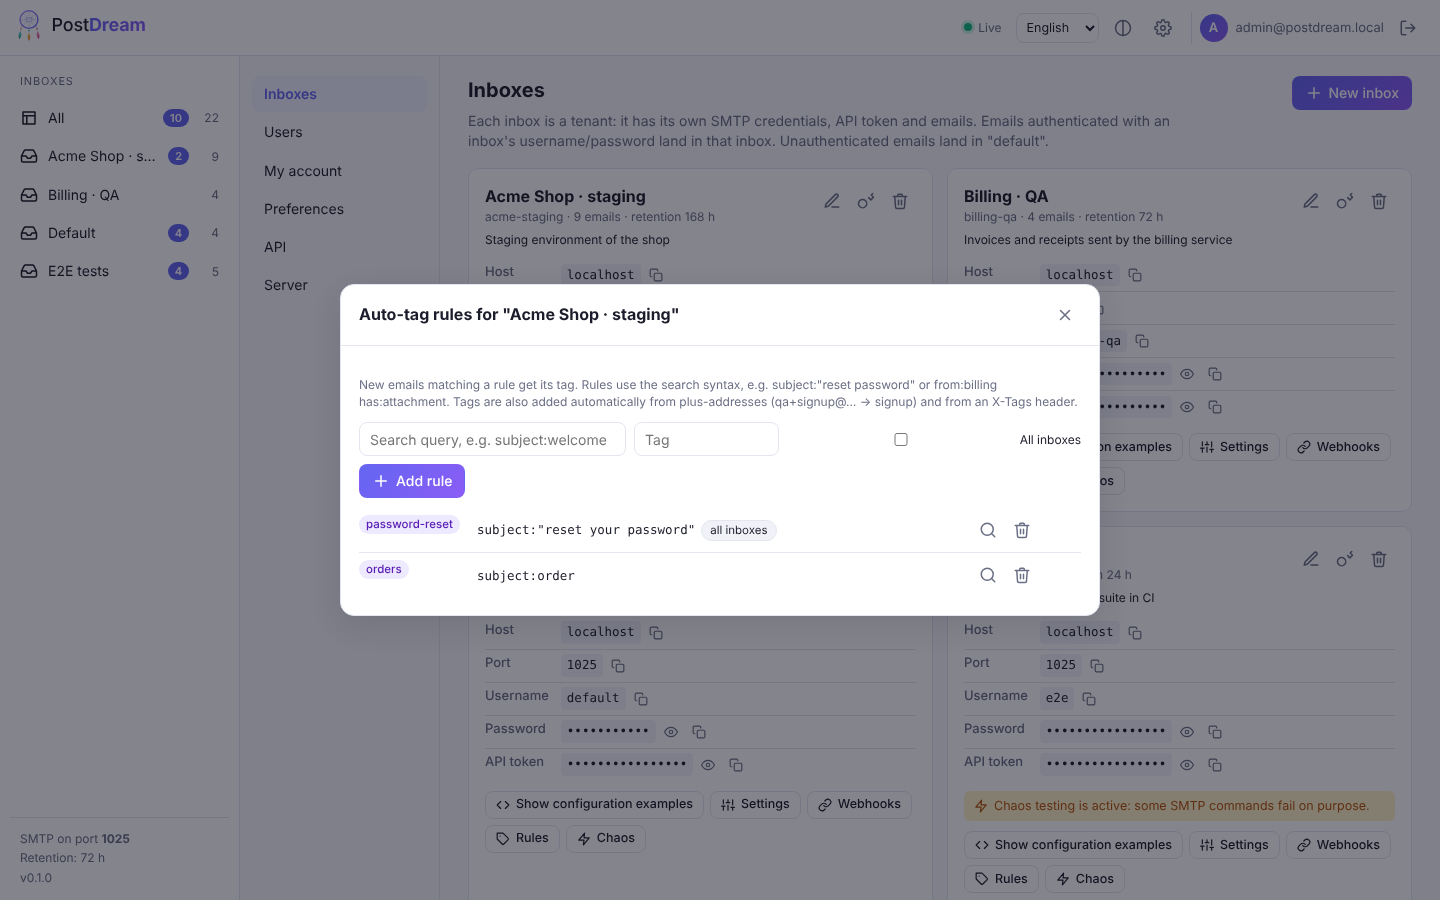 PostDream
Live
English
A
admin@postdream.local
INBOXES
All 10 22
Acme Shop · s... 2 9
Billing · QA 4
Default 4 4
E2E tests 4 5
SMTP on port 1025
Retention: 72 h
v0.1.0
Inboxes
Users
My account
Preferences
API
Server
Inboxes
New inbox
Each inbox is a tenant: it has its own SMTP credentials, API token and emails. Emails authenticated with an
inbox's username/password land in that inbox. Unauthenticated emails land in "default".
Acme Shop · staging
acme-staging · 9 emails · retention 168 h
Staging environment of the shop
Host localhost
Billing · QA
billing-qa · 4 emails · retention 72 h
Invoices and receipts sent by the billing service
Host localhost
-qa
•••••••••
•••••••••
on examples Settings Webhooks
os
Auto-tag rules for "Acme Shop · staging"
New emails matching a rule get its tag. Rules use the search syntax, e.g. subject:"reset password" or from:billing
has:attachment. Tags are also added automatically from plus-addresses (qa+signup@... → signup) and from an X-Tags header.
Search query, e.g. subject:welcome Tag All inboxes
Add rule
password-reset subject:"reset your password" all inboxes
orders subject:order
Host localhost
Port 1025
Username default
Password •••••••••••
API token ••••••••••••••••
Show configuration examples Settings Webhooks
Rules Chaos
24 h
suite in CI
Host localhost
Port 1025
Username e2e
Password ••••••••••••••••
API token ••••••••••••••••
Chaos testing is active: some SMTP commands fail on purpose.
Show configuration examples Settings Webhooks
Rules Chaos